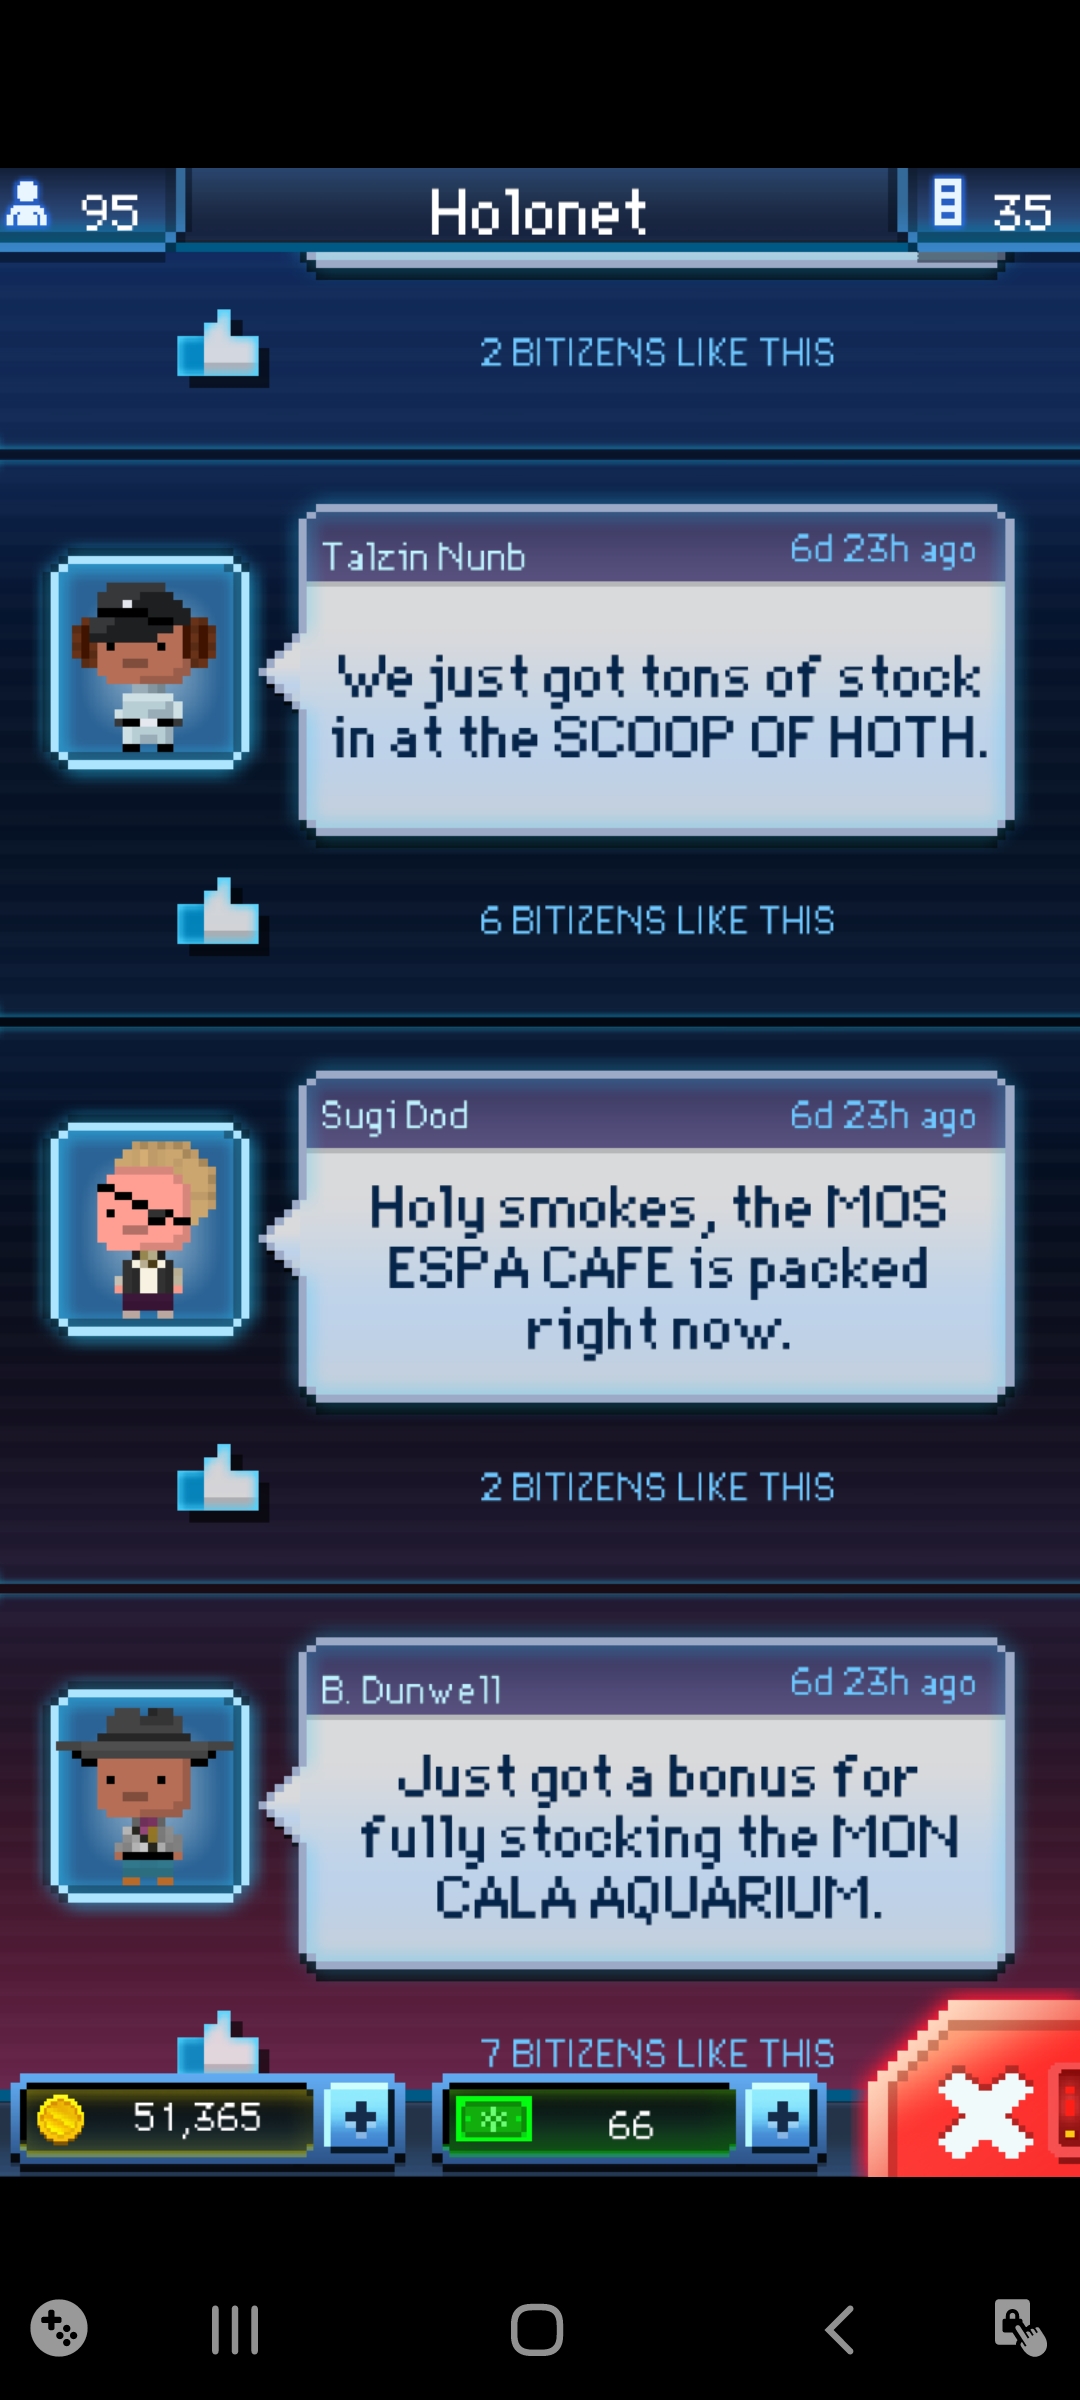 95
Holonet
35
2 BITIZENS LIKE THIS
Talzin Nunb
6d 23h ago
We just got tons of stock
in at the SCOOP OF HOTH.
6 BITIZENS LIKE THIS
Sugi Dod
6d 23h ago
Holy smokes, the MOS
ESPA CAFE is packed
right now.
2 BITIZENS LIKE THIS
B. Dunwell
6d 23h ago
Just got a bonus for
fully stocking the MON
CALA AQUARIUM.
7 BITIZENS LIKE THIS
51,365
66